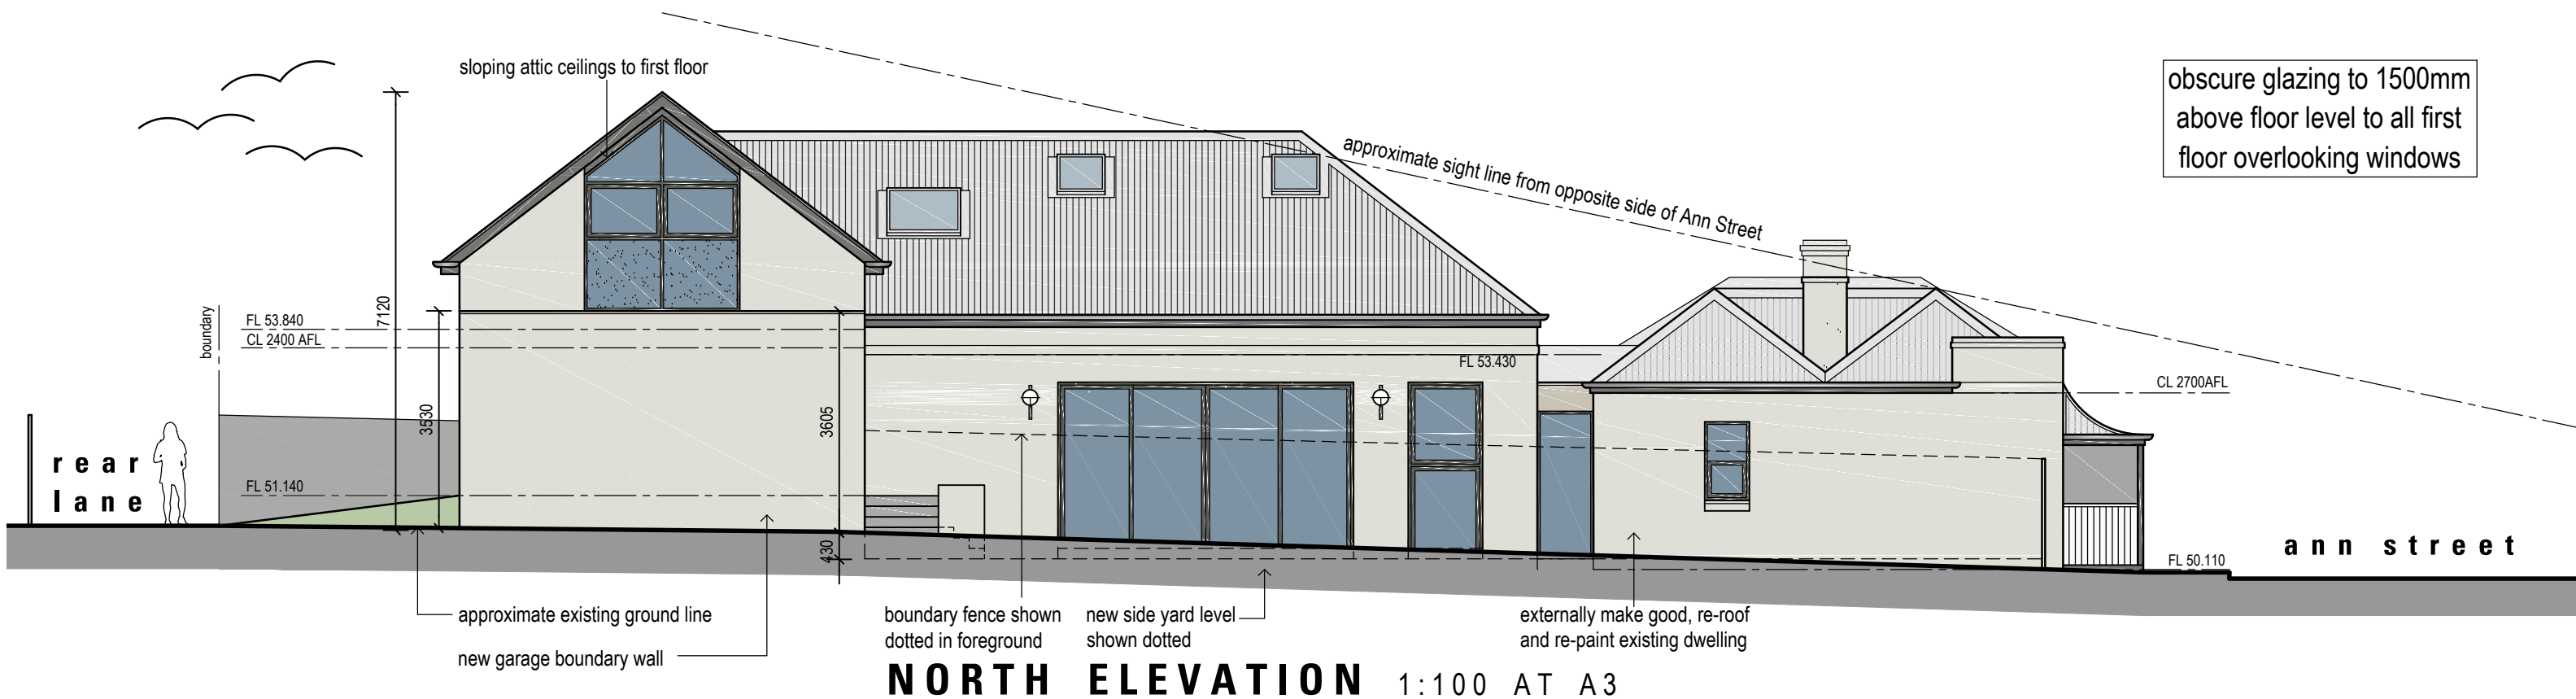 sloping attic ceilings to first floor
obscure glazing to 1500mm
above floor level to all first
floor overlooking windows
approximate sight line from opposite side of Ann Street
boundary
7120
FL 53.840
CL 2400 AFL
FL 53.430
CL 2700AFL
3530
3605
rear
lane
FL 51.140
430
FL 50.110
ann street
approximate existing ground line
new garage boundary wall
boundary fence shown
dotted in foreground
new side yard level
shown dotted
externally make good, re-roof
and re-paint existing dwelling
NORTH ELEVATION 1:100 AT A3